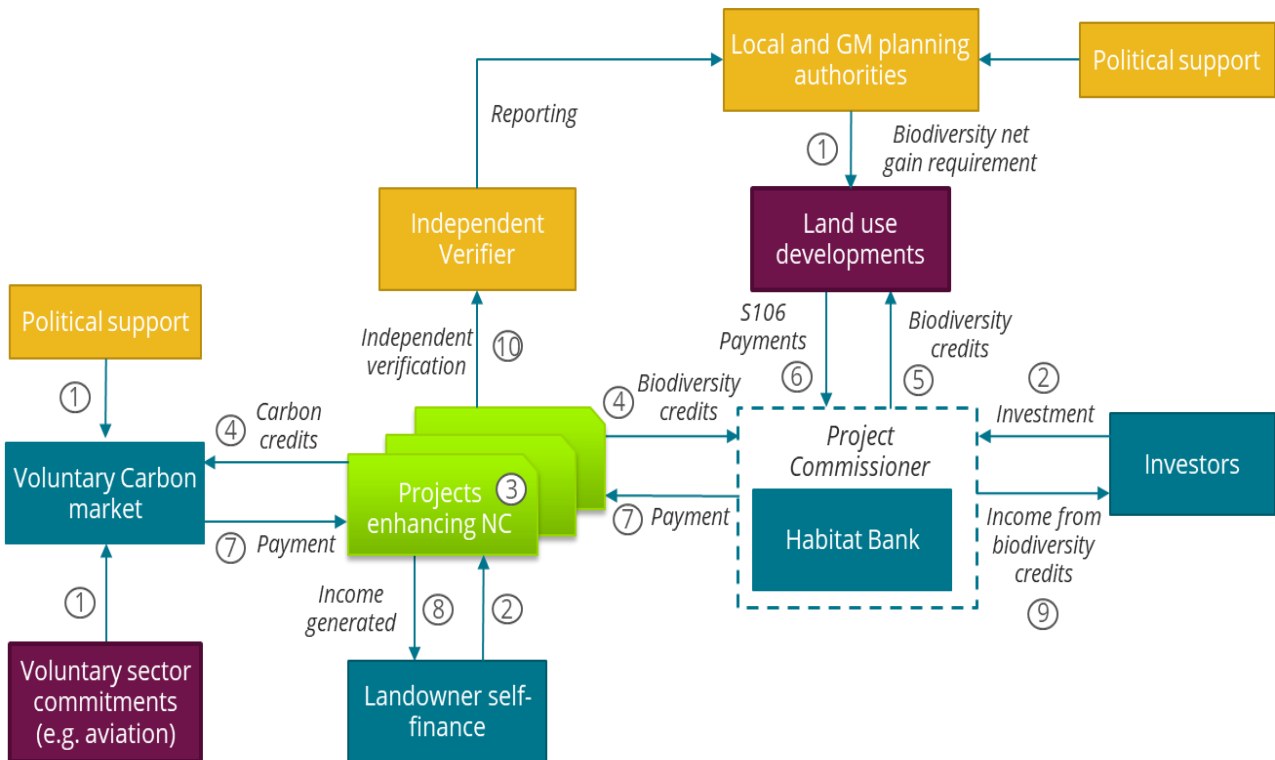 Local and GM planning
authorities
Political support
Reporting
①
Biodiversity net
gain requirement
Independent
Verifier
Land use
developments
Political support
①
Independent
verification
⑩
S106
Payments
⑥
Biodiversity
credits
⑤
④
Carbon
credits
④
Biodiversity
credits
②
Investment
Voluntary Carbon
market
Projects
enhancing NC
③
Project
Commissioner
Habitat Bank
Investors
⑦
Payment
⑦
Payment
Income from
biodiversity
credits
⑨
①
Income
generated
⑧
②
Voluntary sector
commitments
(e.g. aviation)
Landowner self-
finance